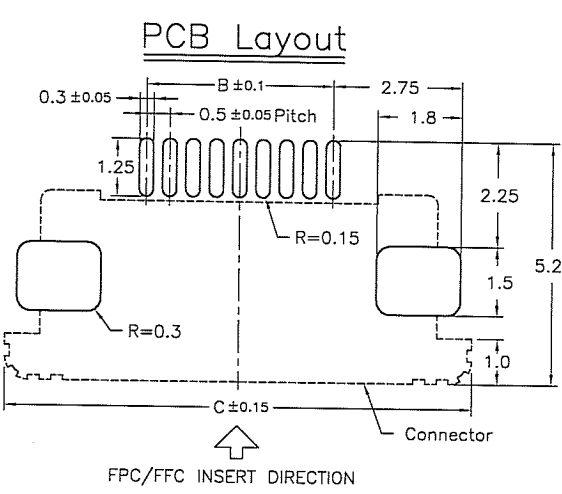 PCB Layout
B ±0.1
2.75
0.3 ±0.05
0.5 ±0.05 Pitch
1.8
1.25
2.25
R=0.15
5.2
1.5
R=0.3
1.0
C ±0.15
Connector
FPC/FFC INSERT DIRECTION